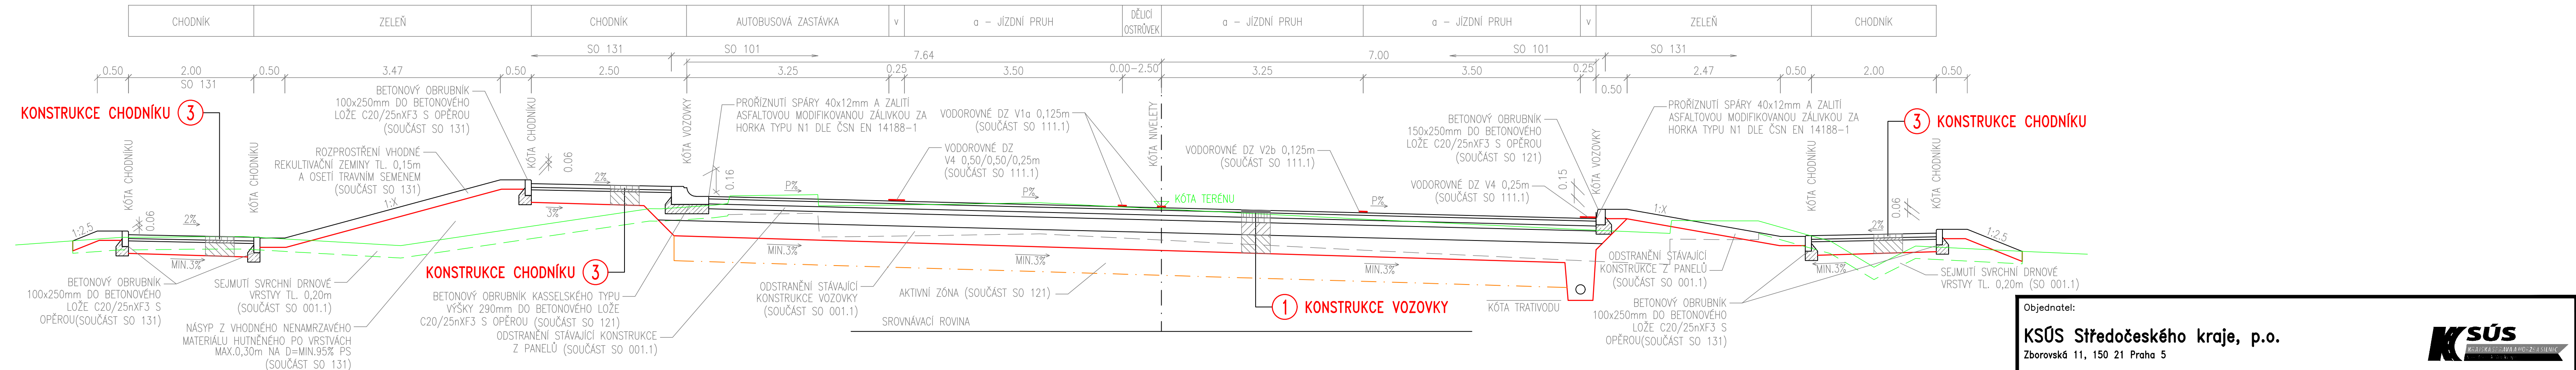 CHODNÍK
ZELEŇ
CHODNÍK
AUTOBUSOVÁ ZASTÁVKA
v
a - JÍZDNÍ PRUH
DĚLICÍ
OSTRŮVEK
a - JÍZDNÍ PRUH
a - JÍZDNÍ PRUH
v
ZELEŇ
CHODNÍK
SO 131
SO 101
7.64
7.00
SO 101
SO 131
0.50
2.00
0.50
3.47
0.50
2.50
3.25
0.25
3.50
0.00-2.50
3.25
3.50
0.25
0.50
2.47
0.50
2.00
0.50
SO 131
KONSTRUKCE CHODNÍKU 3
BETONOVÝ OBRUBNÍK
100x250mm DO BETONOVÉHO
LOŽE C20/25nXF3 S OPĚROU
(SOUČÁST SO 131)
ROZPROSTŘENÍ VHODNÉ
REKULTIVAČNÍ ZEMINY TL. 0,15m
A OSETÍ TRAVNÍM SEMENEM
(SOUČÁST SO 131)
KÓTA CHODNÍKU
KÓTA CHODNÍKU
KÓTA CHODNÍKU
KÓTA VOZOVKY
PROŘÍZNUTÍ SPÁRY 40x12mm A ZALITÍ
ASFALTOVOU MODIFIKOVANOU ZÁLIVKOU ZA
HORKA TYPU N1 DLE ČSN EN 14188-1
VODOROVNÉ DZ
V4 0,50/0,50/0,25m
(SOUČÁST SO 111.1)
VODOROVNÉ DZ V1a 0,125m
(SOUČÁST SO 111.1)
KÓTA NIVELETY
KÓTA TERÉNU
VODOROVNÉ DZ V2b 0,125m
(SOUČÁST SO 111.1)
BETONOVÝ OBRUBNÍK
150x250mm DO BETONOVÉHO
LOŽE C20/25nXF3 S OPĚROU
(SOUČÁST SO 121)
VODOROVNÉ DZ V4 0,25m
(SOUČÁST SO 111.1)
KÓTA VOZOVKY
PROŘÍZNUTÍ SPÁRY 40x12mm A ZALITÍ
ASFALTOVOU MODIFIKOVANOU ZÁLIVKOU ZA
HORKA TYPU N1 DLE ČSN EN 14188-1
KÓTA CHODNÍKU
KÓTA CHODNÍKU
3 KONSTRUKCE CHODNÍKU
1:2.5
0.06
2%
MIN.3%
1:X
0.06
2%
3%
0.16
P%
P%
P%
0.15
1:X
0.06
2%
MIN.3%
1:2.5
MIN.3%
MIN.3%
MIN.3%
BETONOVÝ OBRUBNÍK
100x250mm DO BETONOVÉHO
LOŽE C20/25nXF3 S
OPĚROU(SOUČÁST SO 131)
SEJMUTÍ SVRCHNÍ DRNOVÉ
VRSTVY TL. 0,20m
(SOUČÁST SO 001.1)
NÁSYP Z VHODNÉHO NENAMRZAVÉHO
MATERIÁLU HUTNĚNÉHO PO VRSTVÁCH
MAX.0,30m NA D=MIN.95% PS
(SOUČÁST SO 131)
KONSTRUKCE CHODNÍKU 3
BETONOVÝ OBRUBNÍK KASSELSKÉHO TYPU
VÝŠKY 290mm DO BETONOVÉHO LOŽE
C20/25nXF3 S OPĚROU (SOUČÁST SO 121)
ODSTRANĚNÍ STÁVAJÍCÍ KONSTRUKCE
Z PANELŮ (SOUČÁST SO 001.1)
ODSTRANĚNÍ STÁVAJÍCÍ
KONSTRUKCE VOZOVKY
(SOUČÁST SO 001.1)
AKTIVNÍ ZÓNA (SOUČÁST SO 121)
SROVNÁVACÍ ROVINA
1 KONSTRUKCE VOZOVKY
KÓTA TRATIVODU
ODSTRANĚNÍ STÁVAJÍCÍ
KONSTRUKCE Z PANELŮ
(SOUČÁST SO 001.1)
BETONOVÝ OBRUBNÍK
100x250mm DO BETONOVÉHO
LOŽE C20/25nXF3 S
OPĚROU(SOUČÁST SO 131)
SEJMUTÍ SVRCHNÍ DRNOVÉ
VRSTVY TL. 0,20m (SO 001.1)
Objednatel:
KSÚS Středočeského kraje, p.o.
Zborovská 11, 150 21 Praha 5
KSÚS